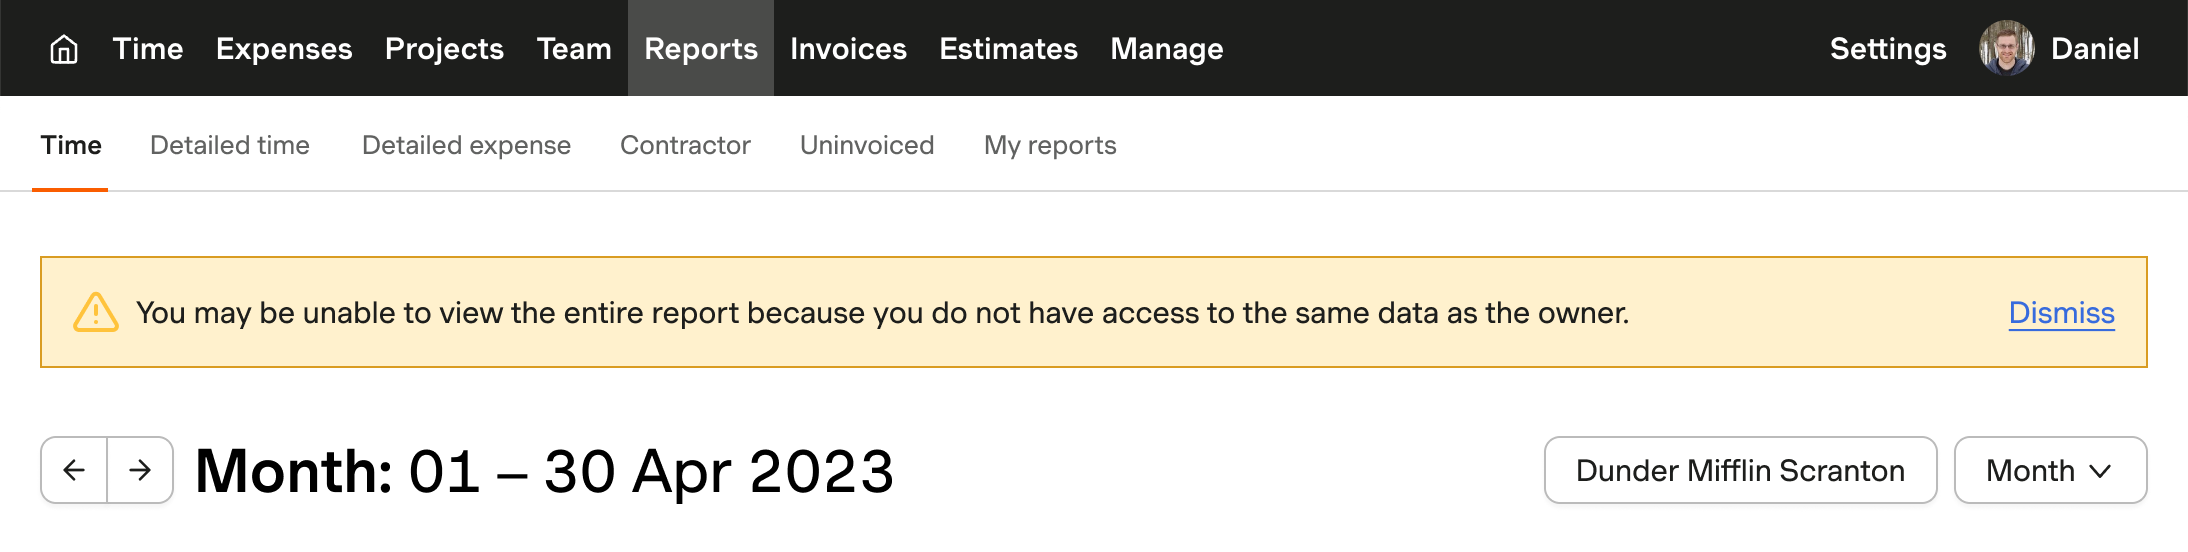 Time Expenses Projects Team Reports Invoices Estimates Manage Settings Daniel
Time Detailed time Detailed expense Contractor Uninvoiced My reports
You may be unable to view the entire report because you do not have access to the same data as the owner. Dismiss
Month: 01 – 30 Apr 2023 Dunder Mifflin Scranton Month